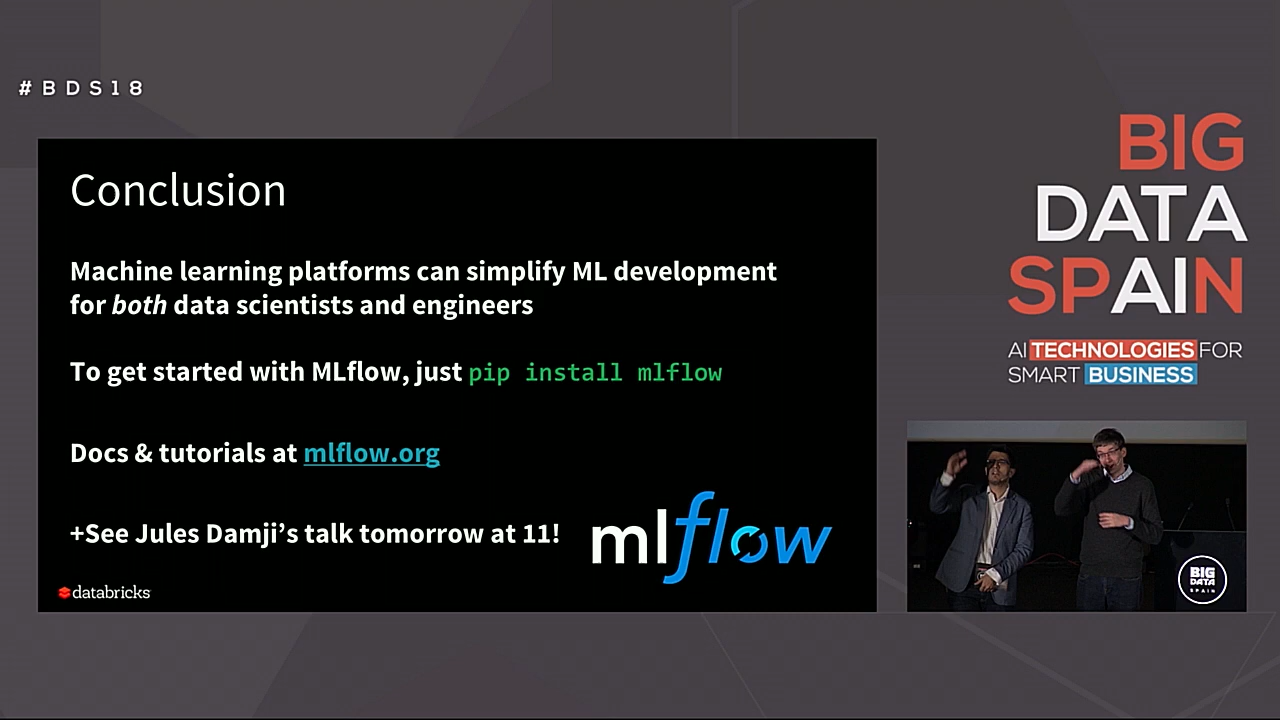 #BDS18
Conclusion
Machine learning platforms can simplify ML development
for both data scientists and engineers
To get started with MLflow, just pip install mlflow
Docs & tutorials at mlflow.org
+See Jules Damji’s talk tomorrow at 11!
mlflow
databricks
BIG
DATA
SPAIN
AI TECHNOLOGIES FOR
SMART BUSINESS
BIG
DATA
SPAIN